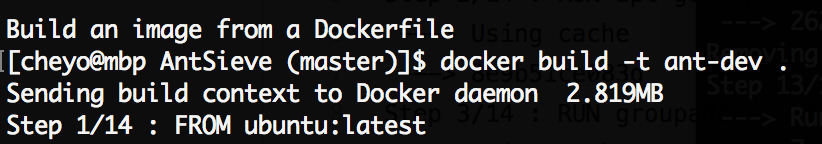 Build an image from a Dockerfile
[[cheyo@mbp AntSieve (master)]$ docker build -t ant-dev .
Sending build context to Docker daemon  2.819MB
Step 1/14 : FROM ubuntu:latest